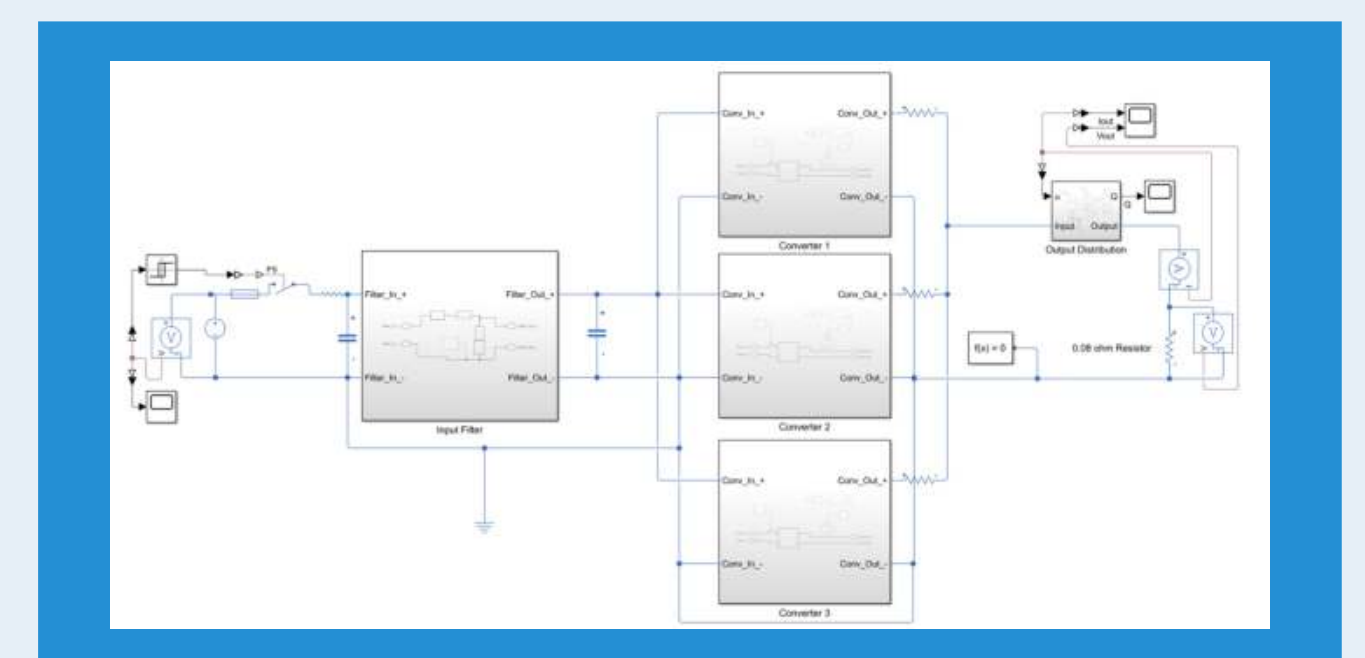 Conv_In_+
Conv_Out_+
Conv_In_-
Conv_Out_-
Converter 1
Iout
Vout
Q
Q
Input
Output
Output Distribution
PS
V
Filter_In_+
Filter_Out_+
Filter_In_-
Filter_Out_-
Input Filter
Conv_In_+
Conv_Out_+
Conv_In_-
Conv_Out_-
Converter 2
f(x) = 0
0.08 ohm Resistor
A
V
Conv_In_+
Conv_Out_+
Conv_In_-
Conv_Out_-
Converter 3